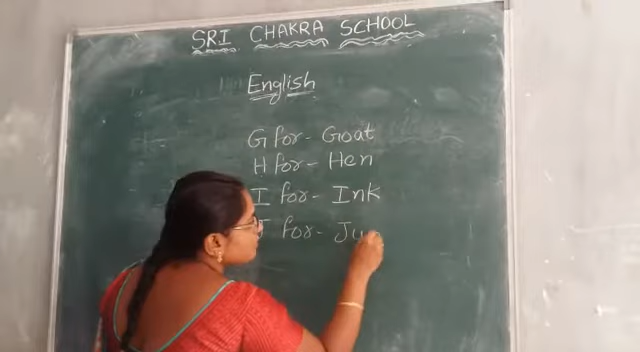 SRI CHAKRA SCHOOL
English
G for - Goat
H for - Hen
I for - Ink
J for - Ju